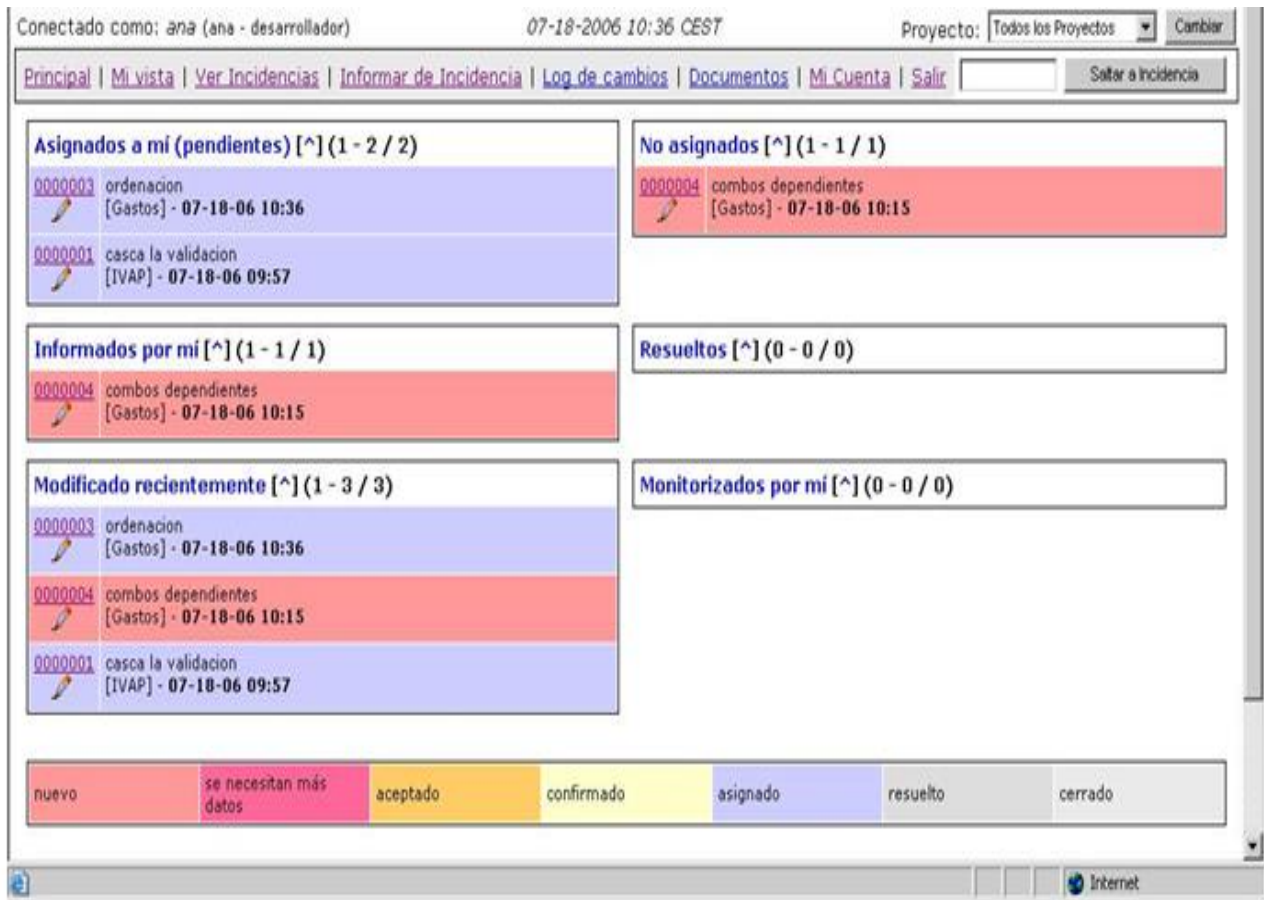 Conectado como: ana (ana - desarrollador) 07-18-2006 10:36 CEST Proyecto: Todos los Proyectos Cambiar
Principal | Mi vista | Ver Incidencias | Informar de Incidencia | Log de cambios | Documentos | Mi Cuenta | Salir Saltar a Incidencia
Asignados a mí (pendientes) [^] (1 - 2 / 2)
0000003 ordenacion
[Gastos] - 07-18-06 10:36
0000001 casca la validacion
[IVAP] - 07-18-06 09:57
No asignados [^] (1 - 1 / 1)
0000004 combos dependientes
[Gastos] - 07-18-06 10:15
Informados por mí [^] (1 - 1 / 1)
0000004 combos dependientes
[Gastos] - 07-18-06 10:15
Resueltos [^] (0 - 0 / 0)
Modificado recientemente [^] (1 - 3 / 3)
0000003 ordenacion
[Gastos] - 07-18-06 10:36
0000004 combos dependientes
[Gastos] - 07-18-06 10:15
0000001 casca la validacion
[IVAP] - 07-18-06 09:57
Monitorizados por mí [^] (0 - 0 / 0)
nuevo
se necesitan más
datos
aceptado
confirmado
asignado
resuelto
cerrado
Internet